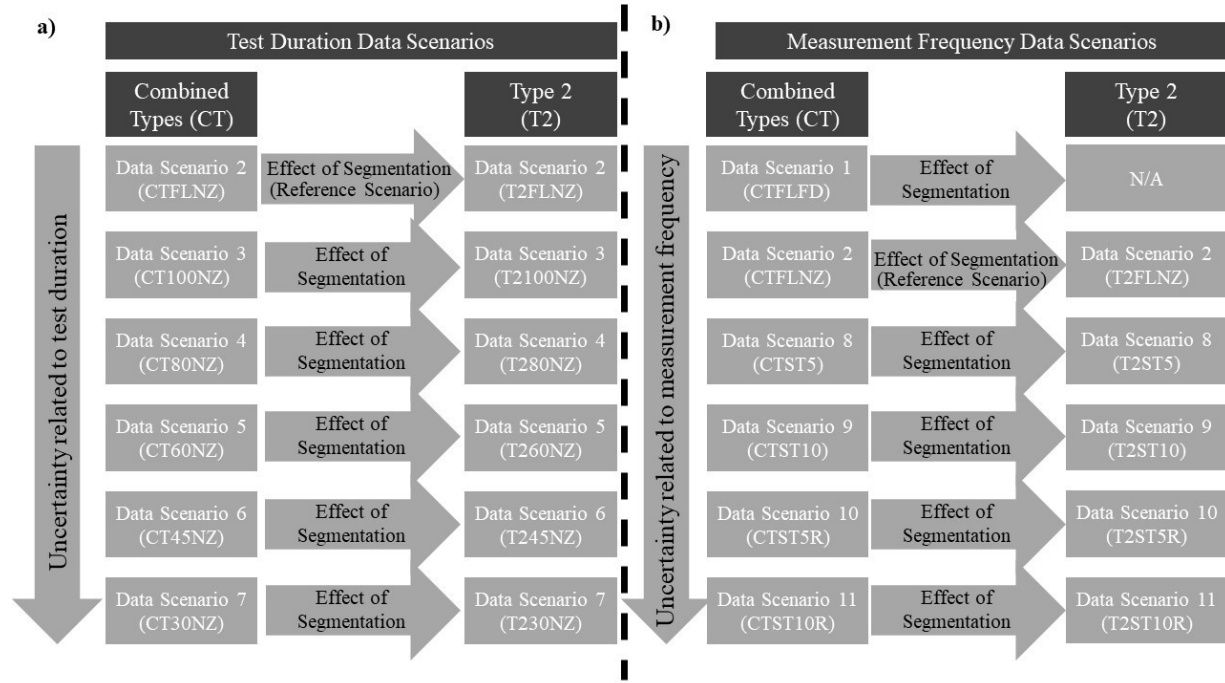 a)
Test Duration Data Scenarios
Combined
Types (CT)
Type 2
(T2)
Uncertainty related to test duration
Data Scenario 2
(CTFLNZ)
Effect of Segmentation
(Reference Scenario)
Data Scenario 2
(T2FLNZ)
Data Scenario 3
(CT100NZ)
Effect of
Segmentation
Data Scenario 3
(T2100NZ)
Data Scenario 4
(CT80NZ)
Effect of
Segmentation
Data Scenario 4
(T280NZ)
Data Scenario 5
(CT60NZ)
Effect of
Segmentation
Data Scenario 5
(T260NZ)
Data Scenario 6
(CT45NZ)
Effect of
Segmentation
Data Scenario 6
(T245NZ)
Data Scenario 7
(CT30NZ)
Effect of
Segmentation
Data Scenario 7
(T230NZ)
b)
Measurement Frequency Data Scenarios
Combined
Types (CT)
Type 2
(T2)
Uncertainty related to measurement frequency
Data Scenario 1
(CTFLFD)
Effect of
Segmentation
N/A
Data Scenario 2
(CTFLNZ)
Effect of Segmentation
(Reference Scenario)
Data Scenario 2
(T2FLNZ)
Data Scenario 8
(CTST5)
Effect of
Segmentation
Data Scenario 8
(T2ST5)
Data Scenario 9
(CTST10)
Effect of
Segmentation
Data Scenario 9
(T2ST10)
Data Scenario 10
(CTST5R)
Effect of
Segmentation
Data Scenario 10
(T2ST5R)
Data Scenario 11
(CTST10R)
Effect of
Segmentation
Data Scenario 11
(T2ST10R)